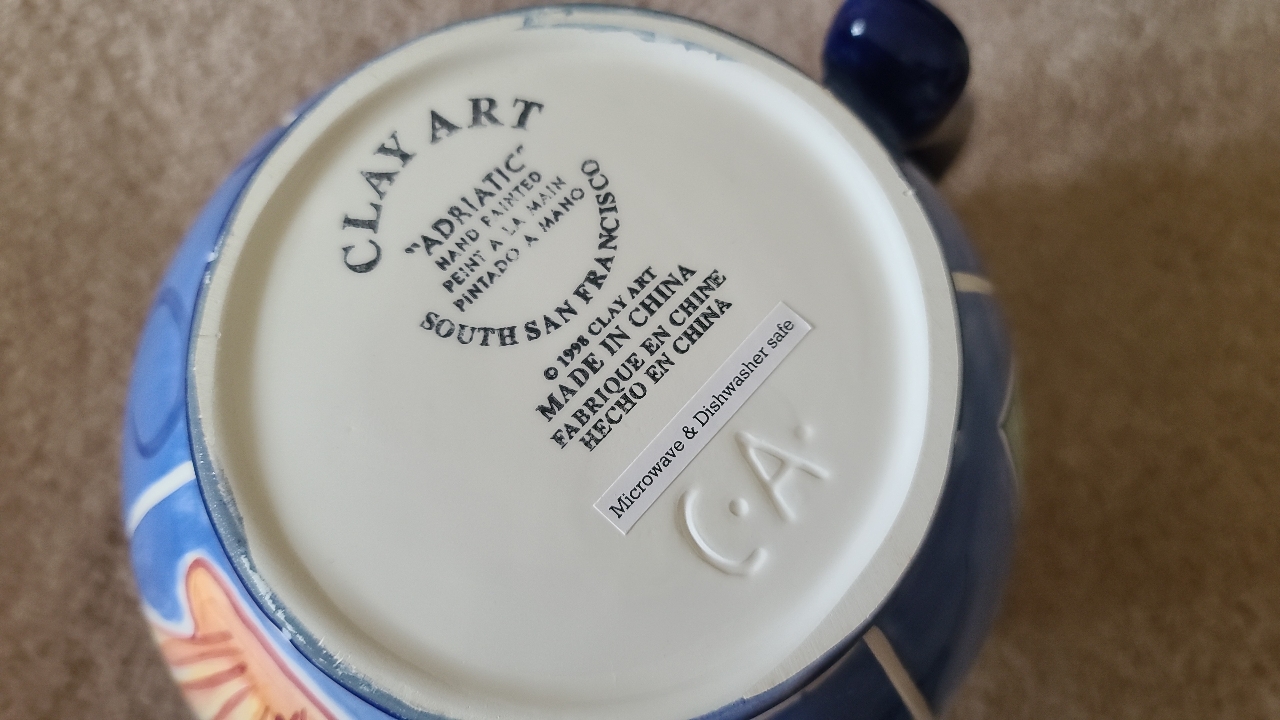 CLAY ART
"ADRIATIC"
HAND PAINTED
PEINT A LA MAIN
PINTADO A MANO
SOUTH SAN FRANCISCO
© 1998 CLAY ART
MADE IN CHINA
FABRIQUE EN CHINE
HECHO EN CHINA
Microwave & Dishwasher safe
C·A.